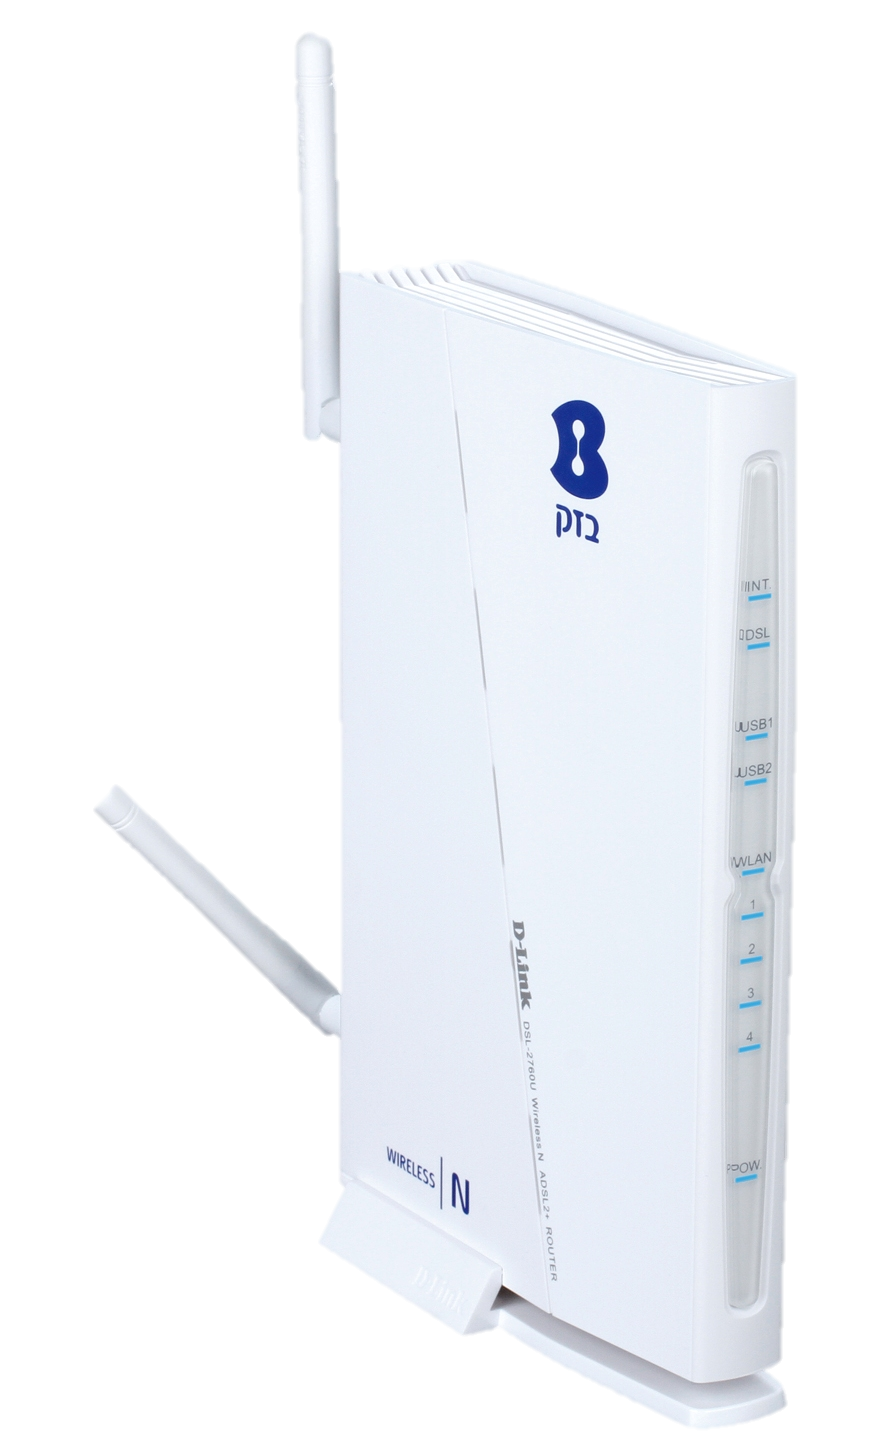 בזק
INT.
DSL
USB1
USB2
WLAN
1
2
3
4
POW.
D-Link DSL-2760U Wireless N ADSL2+ ROUTER
WIRELESS N
D-Link